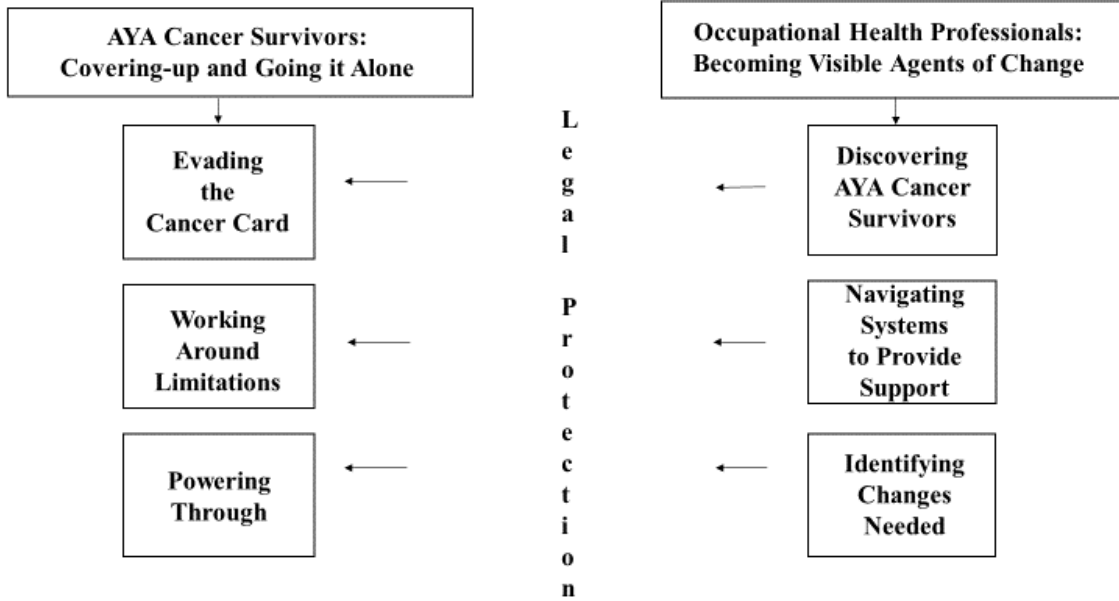 AYA Cancer Survivors:
Covering-up and Going it Alone
Evading
the
Cancer Card
Working
Around
Limitations
Powering
Through
Legal Protection
Occupational Health Professionals:
Becoming Visible Agents of Change
Discovering
AYA Cancer
Survivors
Navigating
Systems
to Provide
Support
Identifying
Changes
Needed